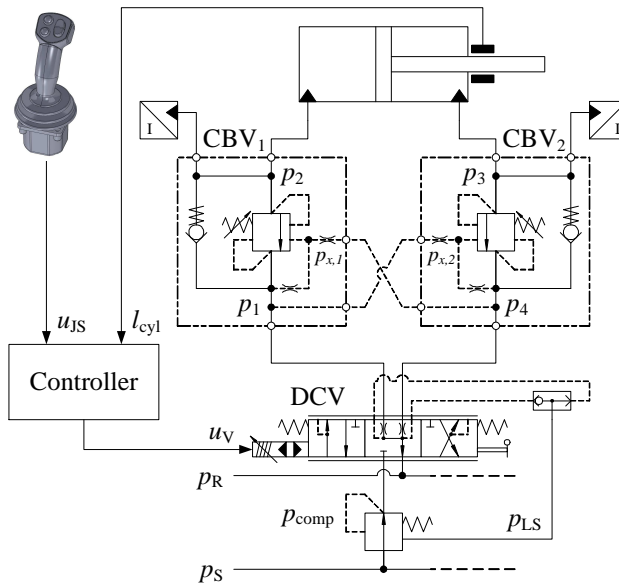 I
I
CBV1
CBV2
p2
p3
px,1
px,2
p1
p4
uJS
lcyl
Controller
DCV
uV
pR
pcomp
pLS
pS